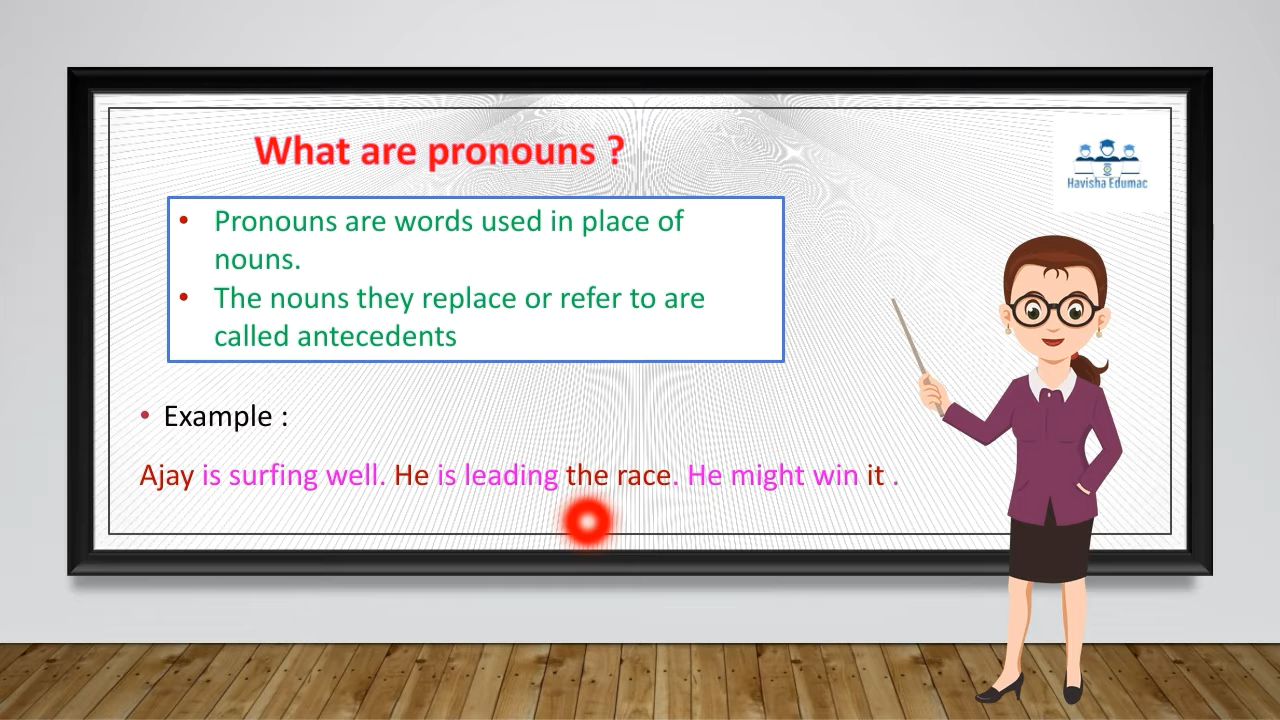 What are pronouns ?
Havisha Edumac
• Pronouns are words used in place of
nouns.
• The nouns they replace or refer to are
called antecedents
• Example :
Ajay is surfing well. He is leading the race. He might win it .